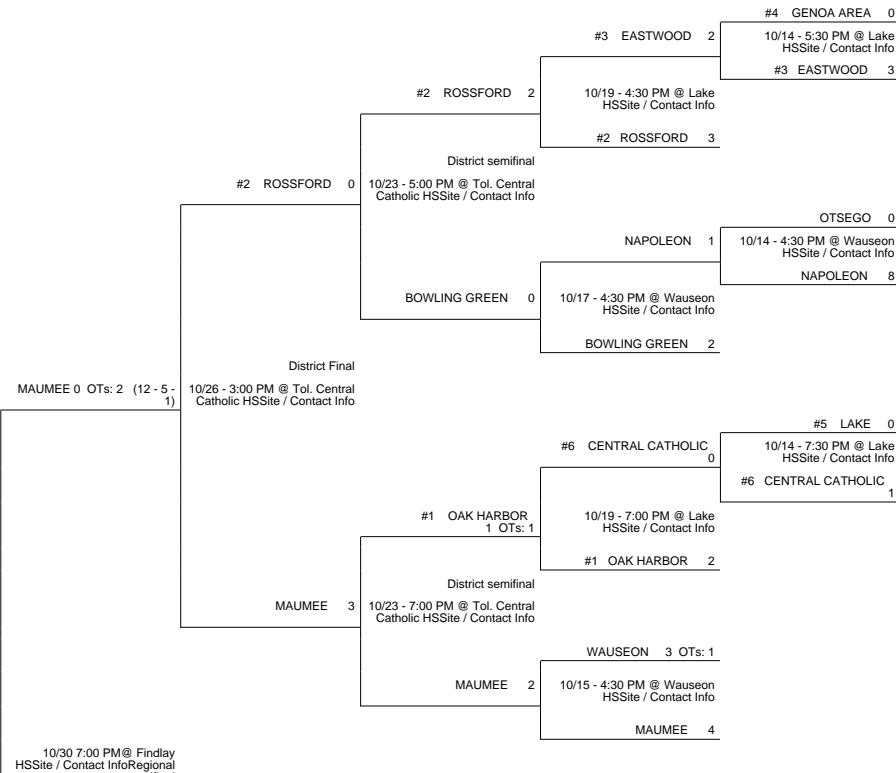 #4 GENOA AREA 0
#3 EASTWOOD 2
10/14 - 5:30 PM @ Lake
HSSite / Contact Info
#3 EASTWOOD 3
#2 ROSSFORD 2
10/19 - 4:30 PM @ Lake
HSSite / Contact Info
#2 ROSSFORD 3
District semifinal
#2 ROSSFORD 0
10/23 - 5:00 PM @ Tol. Central
Catholic HSSite / Contact Info
OTSEGO 0
NAPOLEON 1
10/14 - 4:30 PM @ Wauseon
HSSite / Contact Info
NAPOLEON 8
BOWLING GREEN 0
10/17 - 4:30 PM @ Wauseon
HSSite / Contact Info
BOWLING GREEN 2
District Final
MAUMEE 0 OTs: 2 (12 - 5 -
1)
10/26 - 3:00 PM @ Tol. Central
Catholic HSSite / Contact Info
#5 LAKE 0
#6 CENTRAL CATHOLIC
0
10/14 - 7:30 PM @ Lake
HSSite / Contact Info
#6 CENTRAL CATHOLIC
1
#1 OAK HARBOR
1 OTs: 1
10/19 - 7:00 PM @ Lake
HSSite / Contact Info
#1 OAK HARBOR 2
District semifinal
MAUMEE 3
10/23 - 7:00 PM @ Tol. Central
Catholic HSSite / Contact Info
WAUSEON 3 OTs: 1
MAUMEE 2
10/15 - 4:30 PM @ Wauseon
HSSite / Contact Info
MAUMEE 4
10/30 7:00 PM@ Findlay
HSSite / Contact InfoRegional